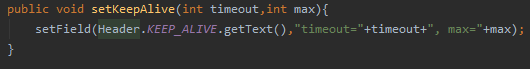 public void setKeepAlive(int timeout,int max){
    setField(Header.KEEP_ALIVE.getText(),"timeout="+timeout+", max="+max);
}